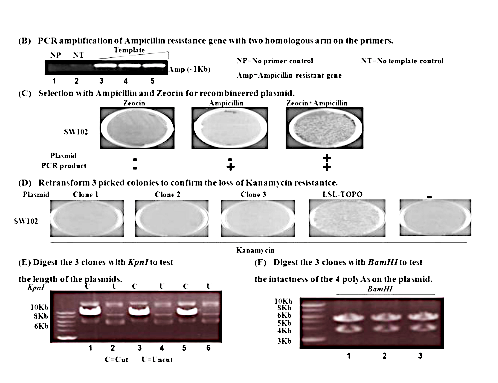 (B) PCR amplification of Ampicillin resistance gene with two homologous arm on the primers.
NP NT Template
Amp (~1Kb)
1 2 3 4 5
NP=No primer control NT=No template control
Amp=Ampicillin resistant gene
(C) Selection with Ampicillin and Zeocin for recombineered plasmid.
Zeocin Ampicillin Zeocin+Ampicillin
SW102
Plasmid - - +
PCR product - + +
(D) Retransform 3 picked colonies to confirm the loss of Kanamycin resistance.
Plasmid Clone 1 Clone 2 Clone 3 LSL-TOPO -
SW102
Kanamycin
(E) Digest the 3 clones with KpnI to test
the length of the plasmids.
KpnI C U C U C U
10Kb
8Kb
6Kb
1 2 3 4 5 6
C=Cut U=Uncut
(F) Digest the 3 clones with BamHI to test
the intactness of the 4 polyAs on the plasmid.
BamHI
10Kb
8Kb
6Kb
5Kb
4Kb
3Kb
1 2 3